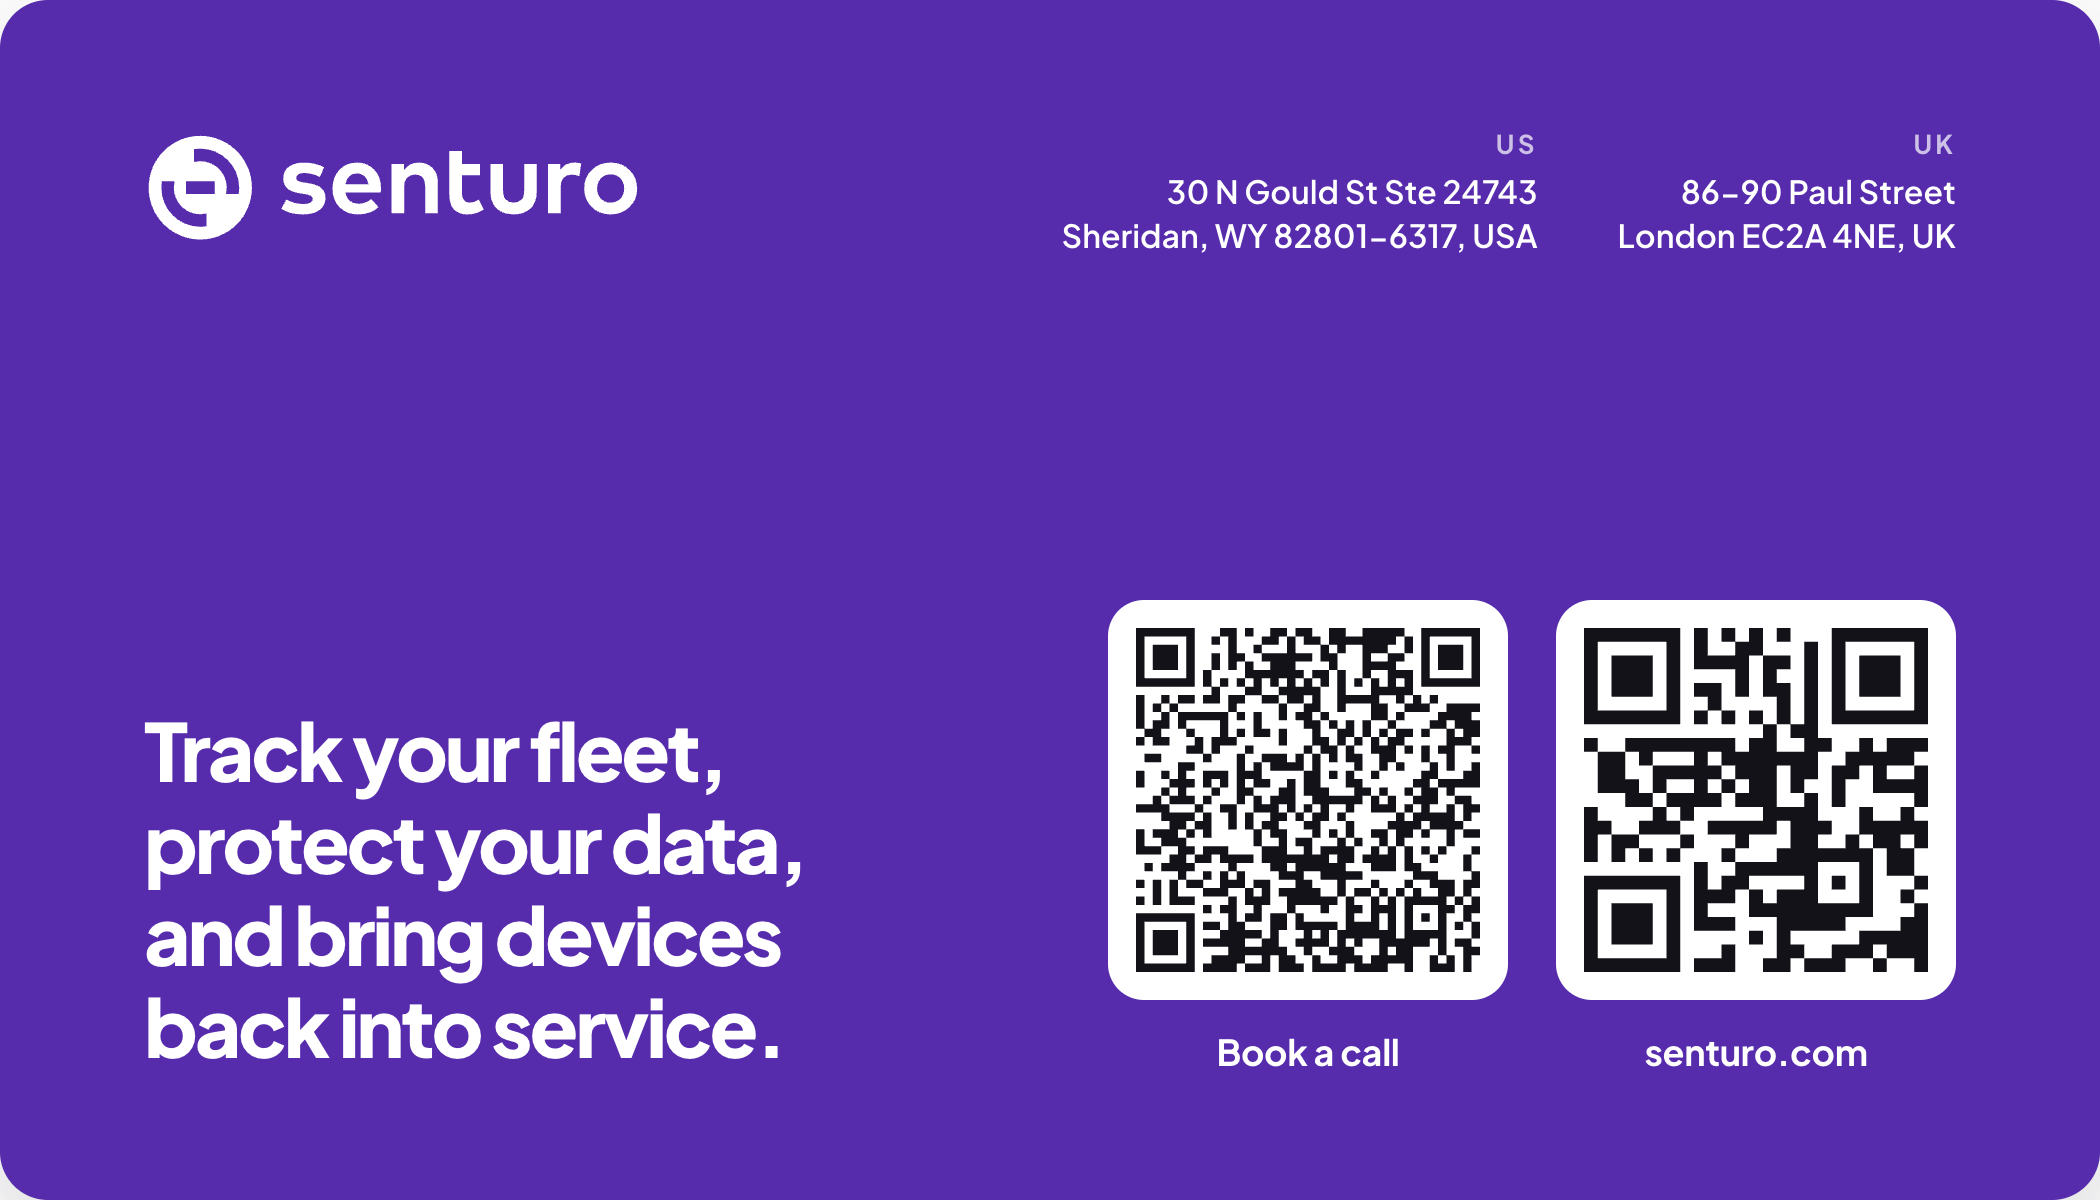 senturo
US
30 N Gould St Ste 24743
Sheridan, WY 82801-6317, USA
UK
86-90 Paul Street
London EC2A 4NE, UK
Track your fleet,
protect your data,
and bring devices
back into service.
Book a call
senturo.com